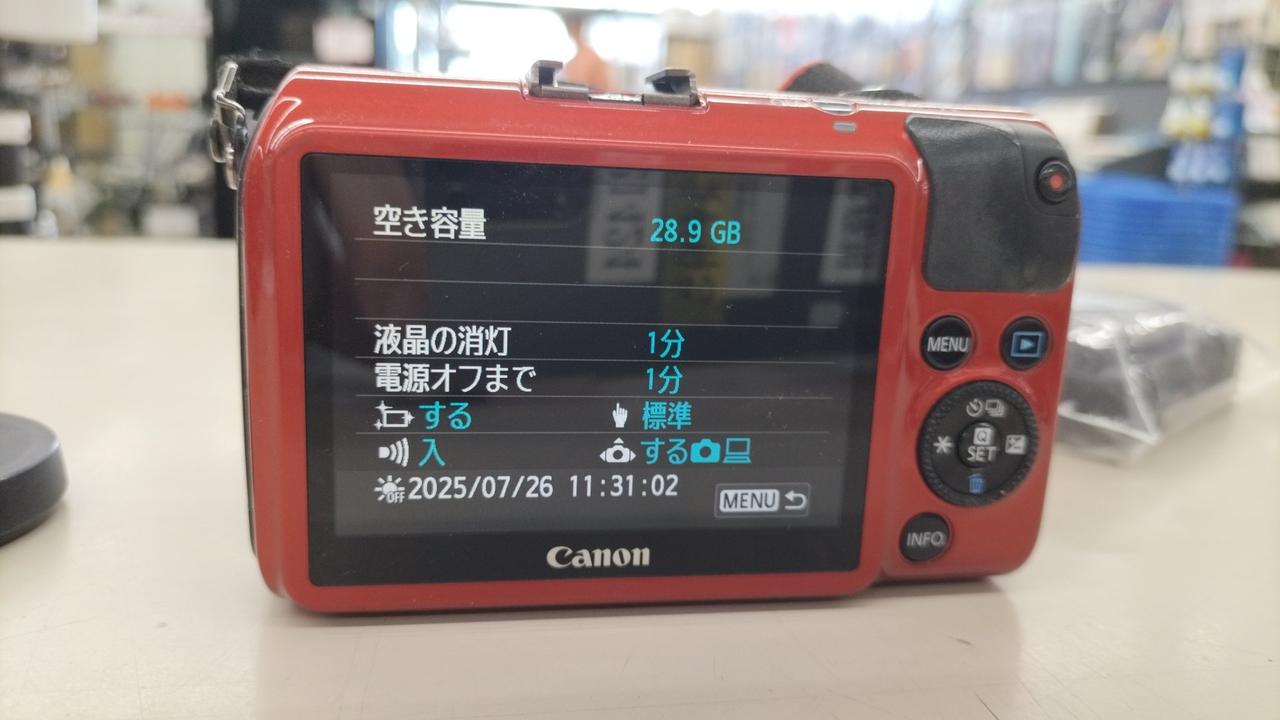 空き容量 28.9 GB
液晶の消灯 1分
電源オフまで 1分
する 標準
入 する
OFF 2025/07/26 11:31:02 MENU
Canon
MENU
Q
SET
INFO.